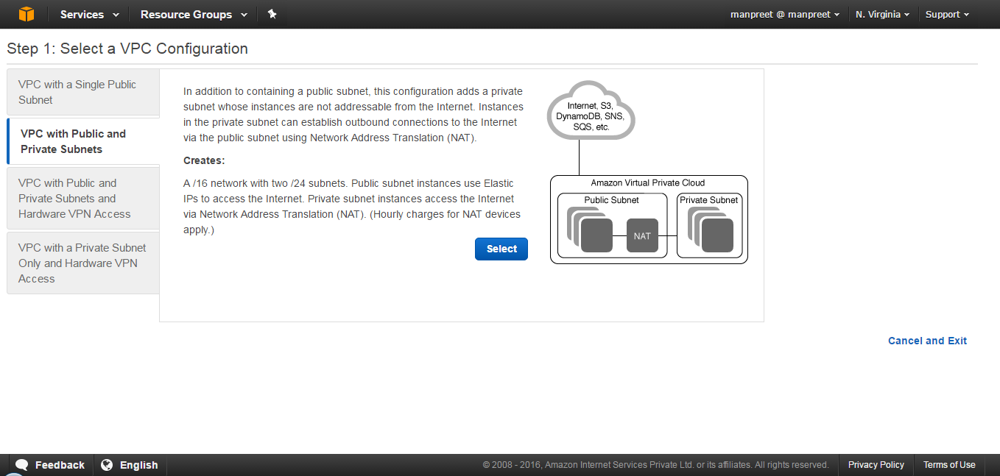 Services
Resource Groups
manpreet @ manpreet
N. Virginia
Support
Step 1: Select a VPC Configuration
VPC with a Single Public
Subnet
VPC with Public and
Private Subnets
VPC with Public and
Private Subnets and
Hardware VPN Access
VPC with a Private Subnet
Only and Hardware VPN
Access
In addition to containing a public subnet, this configuration adds a private
subnet whose instances are not addressable from the Internet. Instances
in the private subnet can establish outbound connections to the Internet
via the public subnet using Network Address Translation (NAT).
Creates:
A /16 network with two /24 subnets. Public subnet instances use Elastic
IPs to access the Internet. Private subnet instances access the Internet
via Network Address Translation (NAT). (Hourly charges for NAT devices
apply.)
Select
Internet, S3,
DynamoDB, SNS,
SQS, etc.
Amazon Virtual Private Cloud
Public Subnet
Private Subnet
NAT
Cancel and Exit
Feedback
English
© 2008 - 2016, Amazon Internet Services Private Ltd. or its affiliates. All rights reserved.
Privacy Policy
Terms of Use